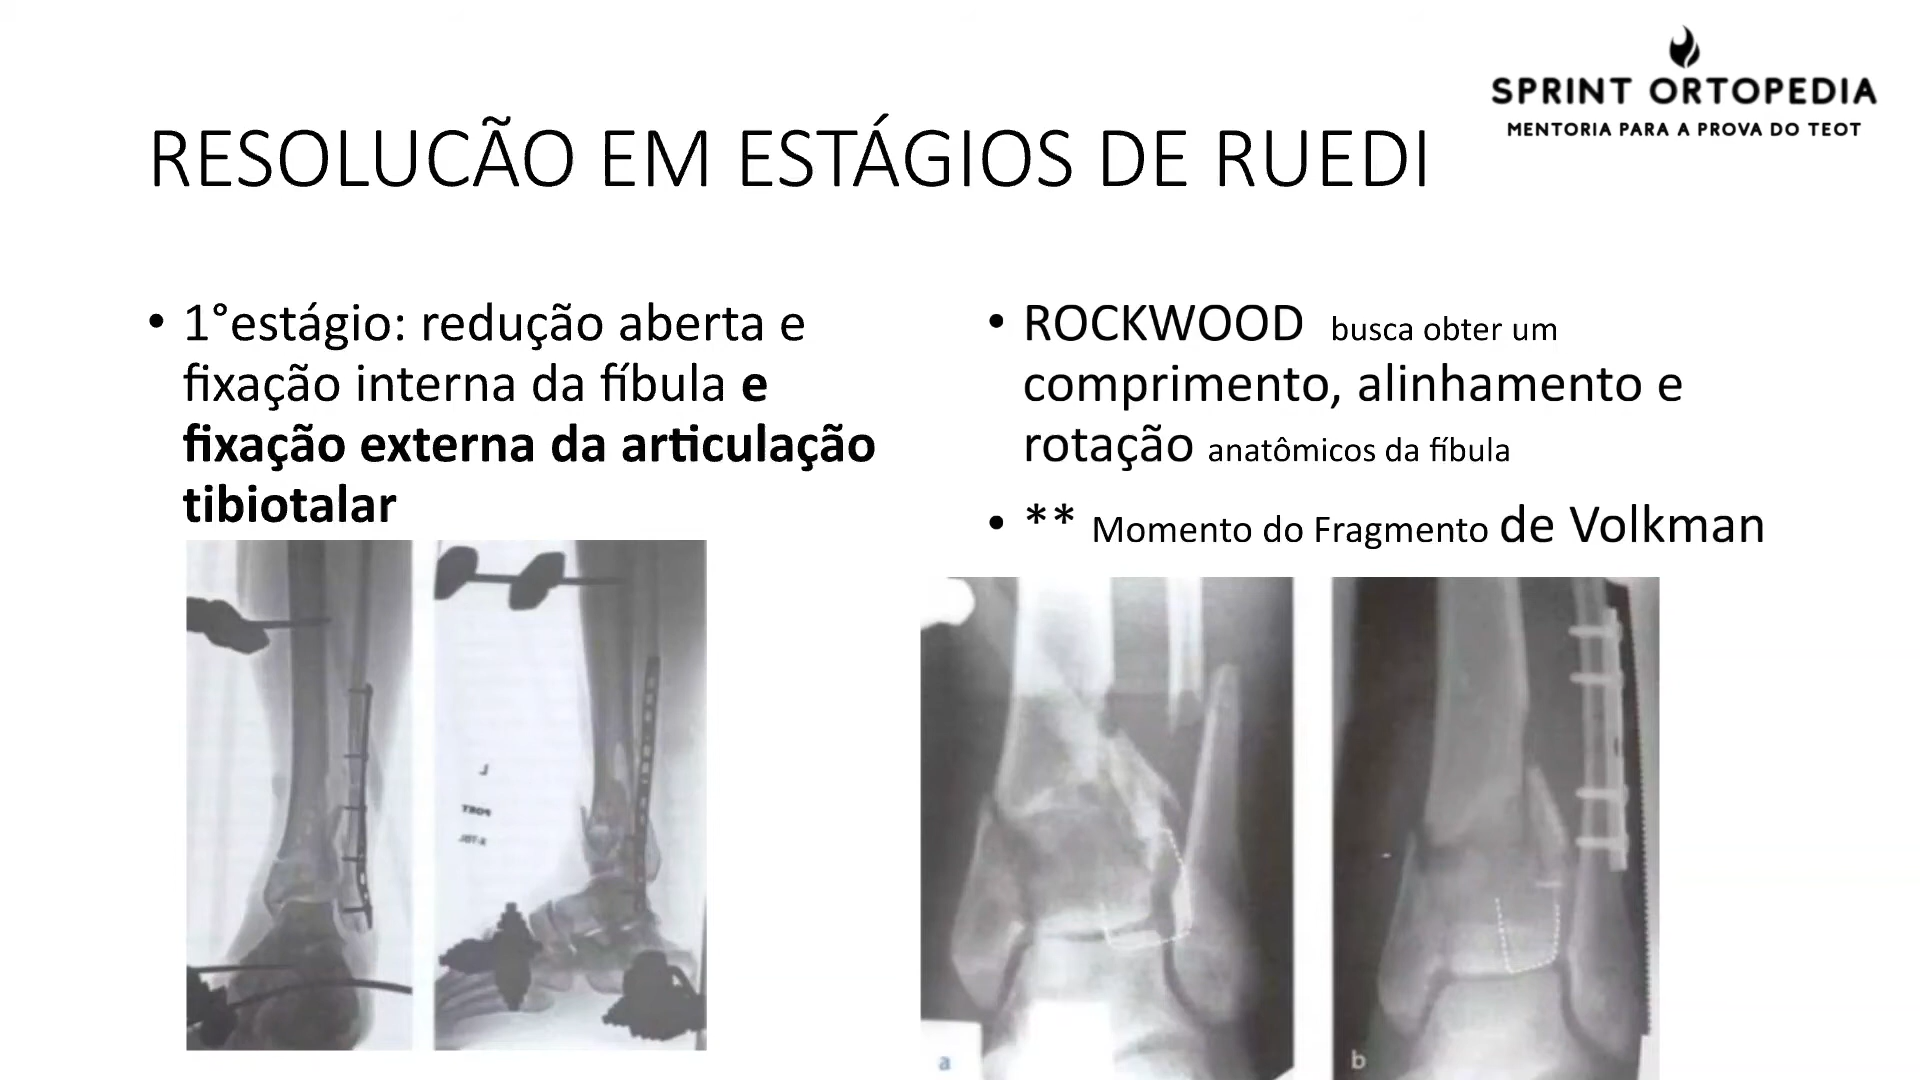 SPRINT ORTOPEDIA
MENTORIA PARA A PROVA DO TEOT
RESOLUCÃO EM ESTÁGIOS DE RUEDI
• 1°estágio: redução aberta e
fixação interna da fíbula e
fixação externa da articulação
tibiotalar
• ROCKWOOD busca obter um
comprimento, alinhamento e
rotação anatômicos da fíbula
• ** Momento do Fragmento de Volkman
L
a
b